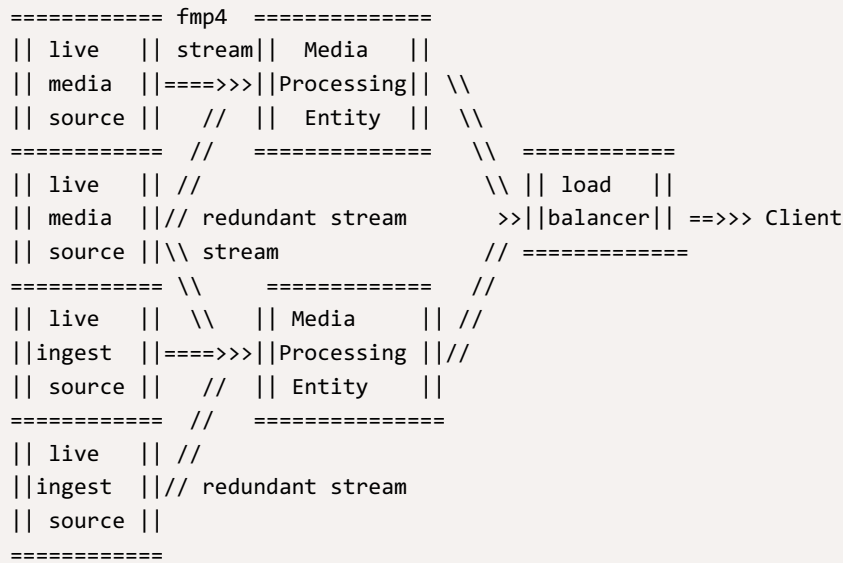 ============ fmp4  ==============
|| live   || stream||  Media   ||
|| media  ||====>>>||Processing|| \\
|| source ||   //  ||  Entity  ||  \\
============  //   ==============   \\  ============
|| live   || //                      \\ || load   ||
|| media  ||// redundant stream       >>||balancer|| ==>>> Client
|| source ||\\ stream                // =============
============ \\     =============   //
|| live   ||  \\   || Media     || //
||ingest  ||====>>>||Processing ||//
|| source ||   //  || Entity    ||
============  //   ===============
|| live   || //
||ingest  ||// redundant stream
|| source ||
============